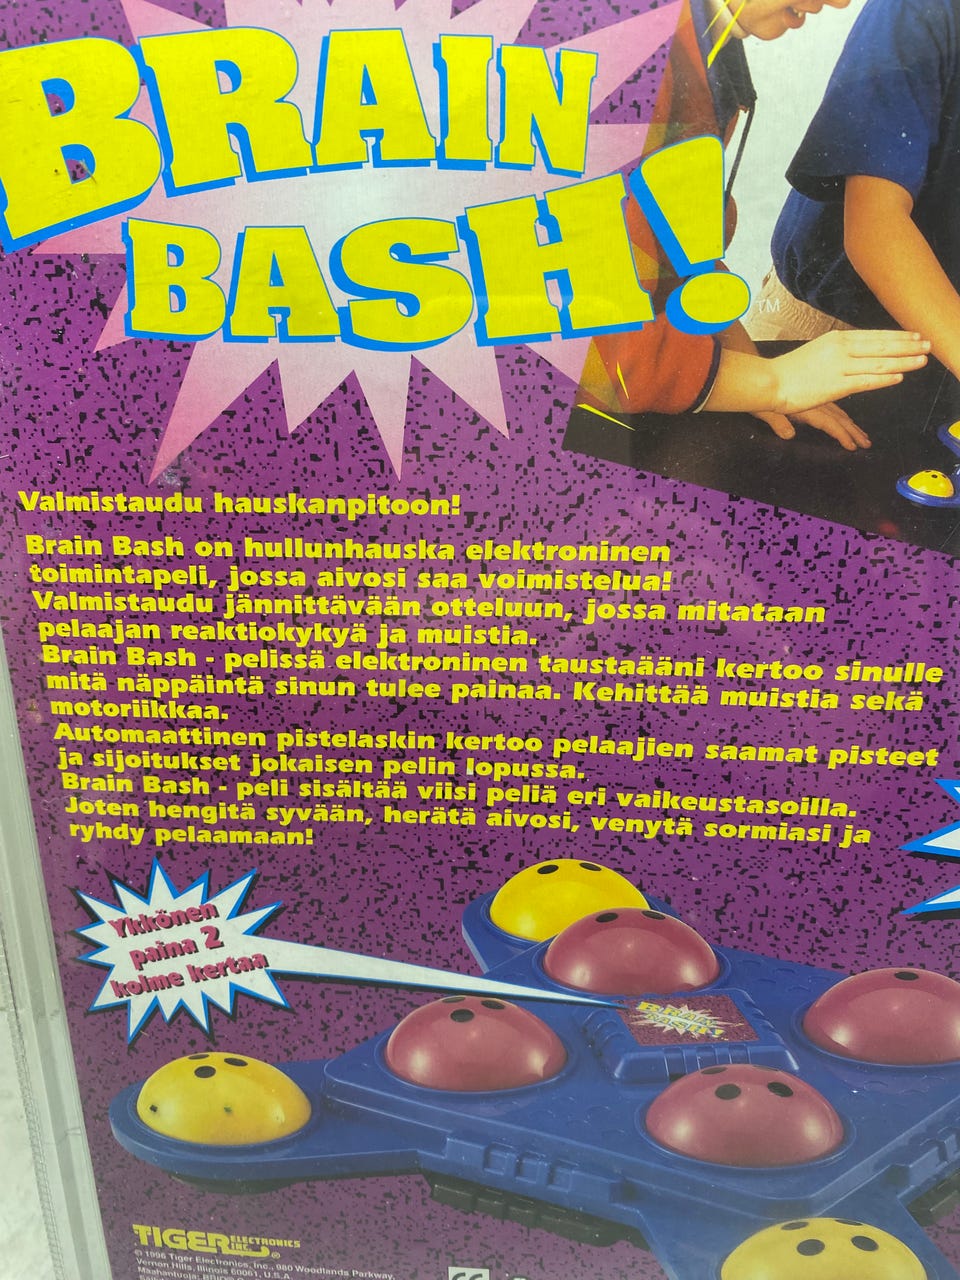 BRAIN
BASH!
TM
Valmistaudu hauskanpitoon!
Brain Bash on hullunhauska elektroninen
toimintapeli, jossa aivosi saa voimistelua!
Valmistaudu jännittävään otteluun, jossa mitataan
pelaajan reaktiokykyä ja muistia.
Brain Bash - pelissä elektroninen taustaääni kertoo sinulle
mitä näppäintä sinun tulee painaa. Kehittää muistia sekä
motoriikkaa.
Automaattinen pistelaskin kertoo pelaajien saamat pisteet
ja sijoitukset jokaisen pelin lopussa.
Brain Bash - peli sisältää viisi peliä eri vaikeustasoilla.
Joten hengitä syvään, herätä aivosi, venytä sormiasi ja
ryhdy pelaamaan!
Ykkönen
paina 2
kolme kertaa
BRAIN
BASH!
TIGER ELECTRONICS INC. ®
© 1996 Tiger Electronics, Inc., 980 Woodlands Parkway,
Vernon Hills, Illinois 60061, U.S.A.
Maahantuoja:
CE